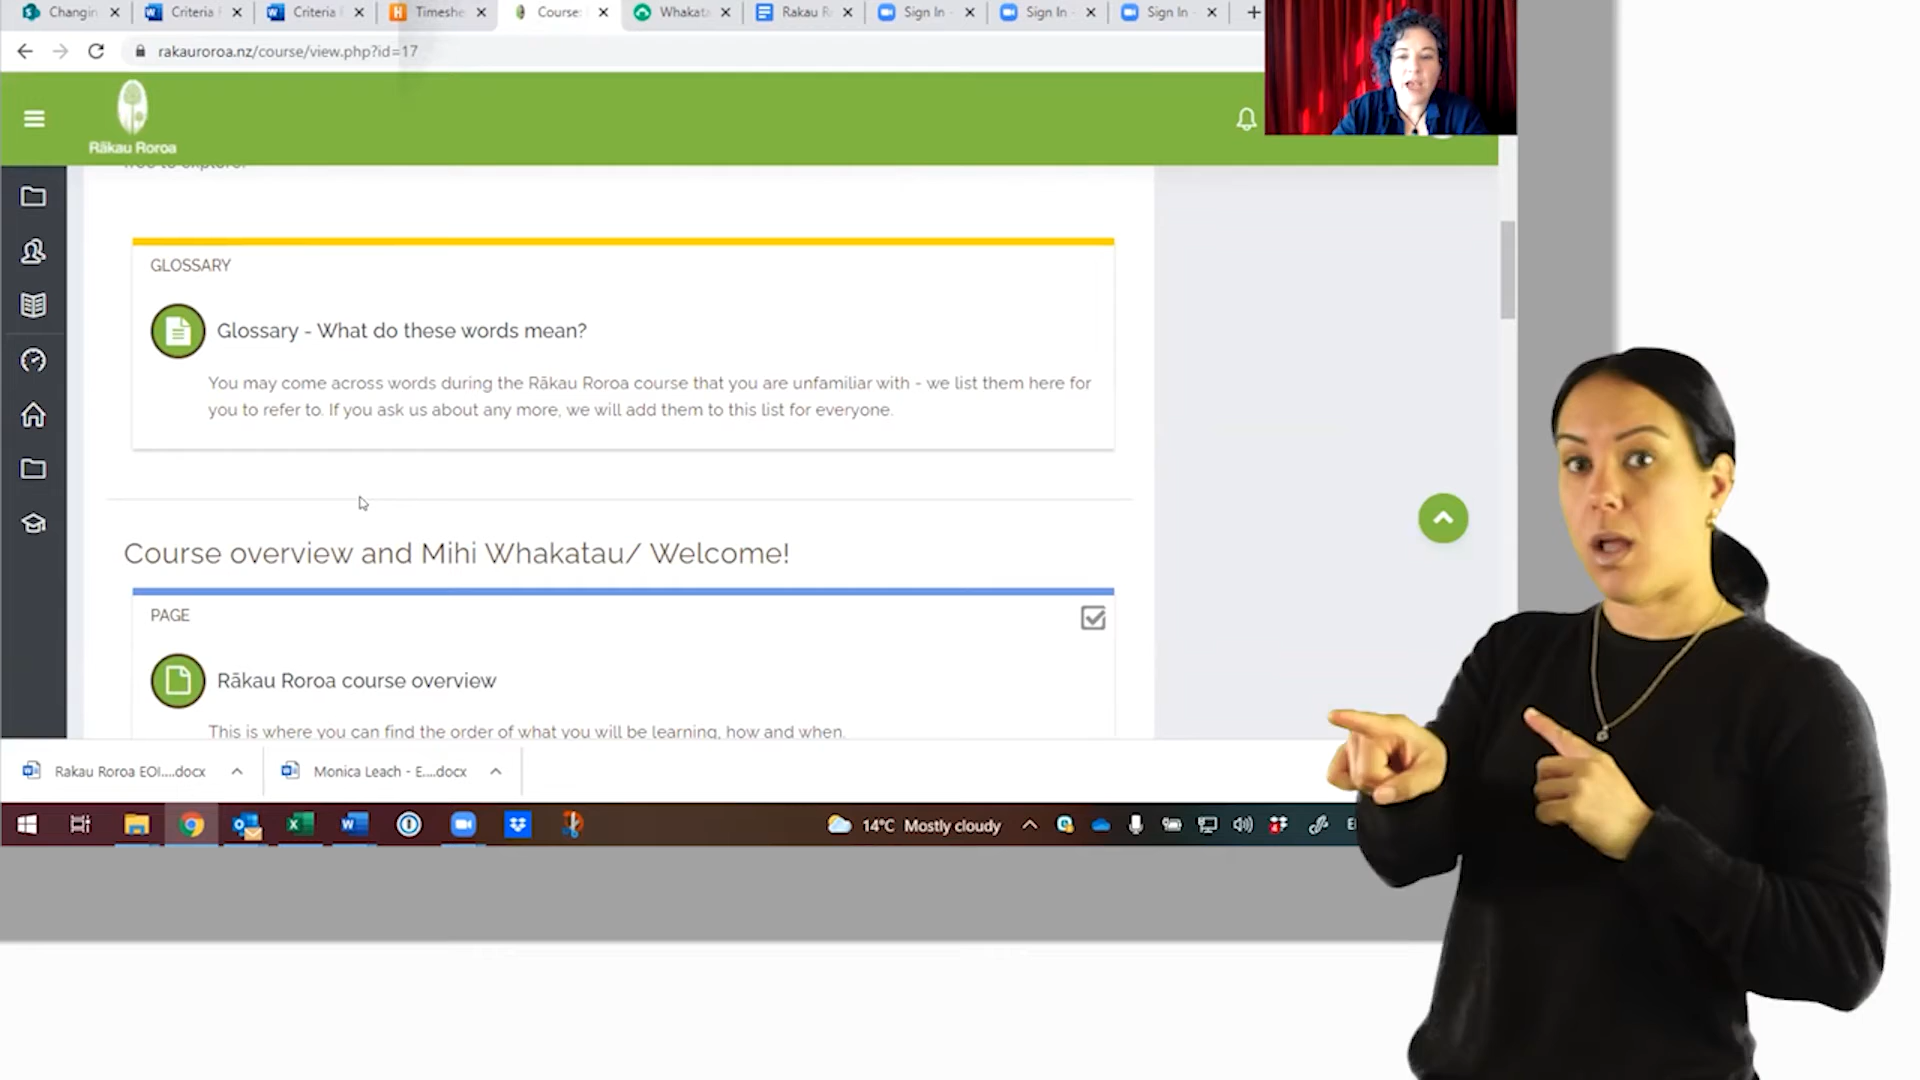 Changin
Criteria
Criteria
Timeshe
Course:
Whakat
Rakau R
Sign In -
Sign In -
Sign In -
rakauroroa.nz/course/view.php?id=17
Rākau Roroa
free to explore.
GLOSSARY
Glossary - What do these words mean?
You may come across words during the Rākau Roroa course that you are unfamiliar with - we list them here for
you to refer to. If you ask us about any more, we will add them to this list for everyone.
Course overview and Mihi Whakatau/ Welcome!
PAGE
Rākau Roroa course overview
This is where you can find the order of what you will be learning, how and when.
Rakau Roroa EOI....docx
Monica Leach - E....docx
14°C Mostly cloudy